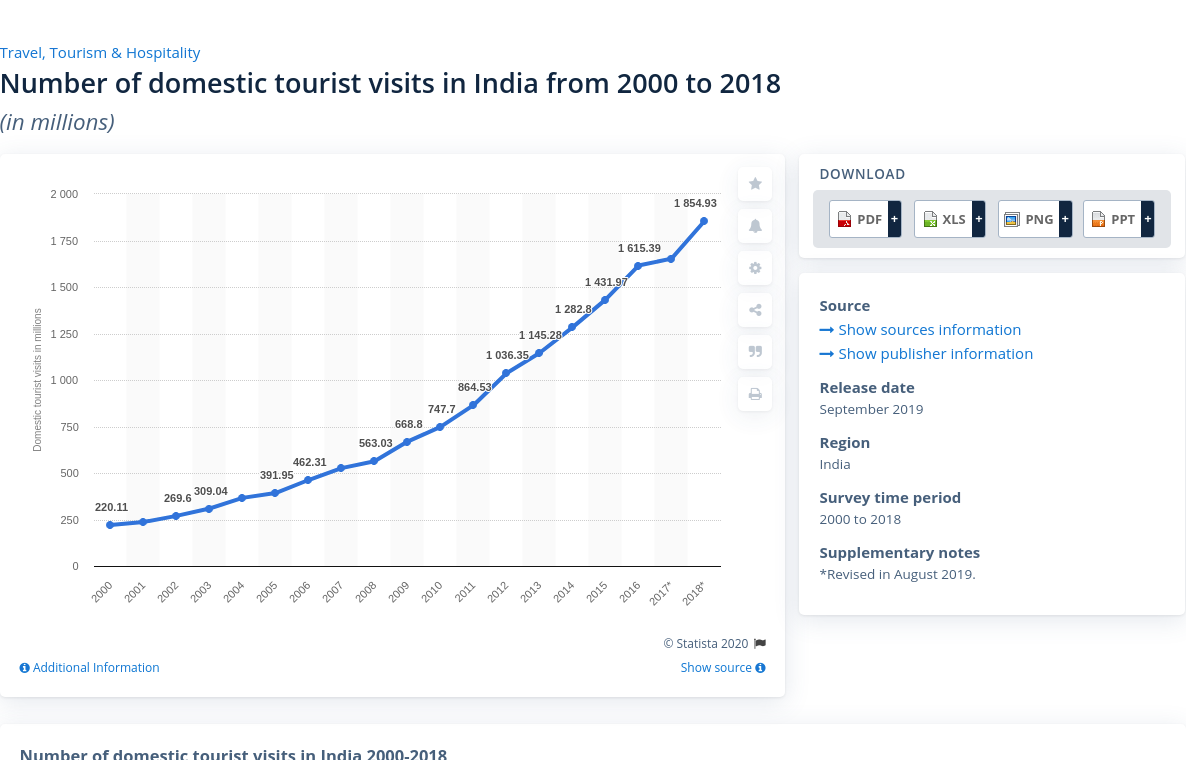 Travel, Tourism & Hospitality
Number of domestic tourist visits in India from 2000 to 2018
(in millions)
Domestic tourist visits in millions
2 000
1 750
1 500
1 250
1 000
750
500
250
0
220.11
269.6
309.04
391.95
462.31
563.03
668.8
747.7
864.53
1 036.35
1 145.28
1 282.8
1 431.97
1 615.39
1 854.93
2000 2001 2002 2003 2004 2005 2006 2007 2008 2009 2010 2011 2012 2013 2014 2015 2016 2017* 2018*
© Statista 2020
Additional Information
Show source
DOWNLOAD
PDF + XLS + PNG + PPT +
Source
Show sources information
Show publisher information
Release date
September 2019
Region
India
Survey time period
2000 to 2018
Supplementary notes
*Revised in August 2019.
Number of domestic tourist visits in India 2000-2018